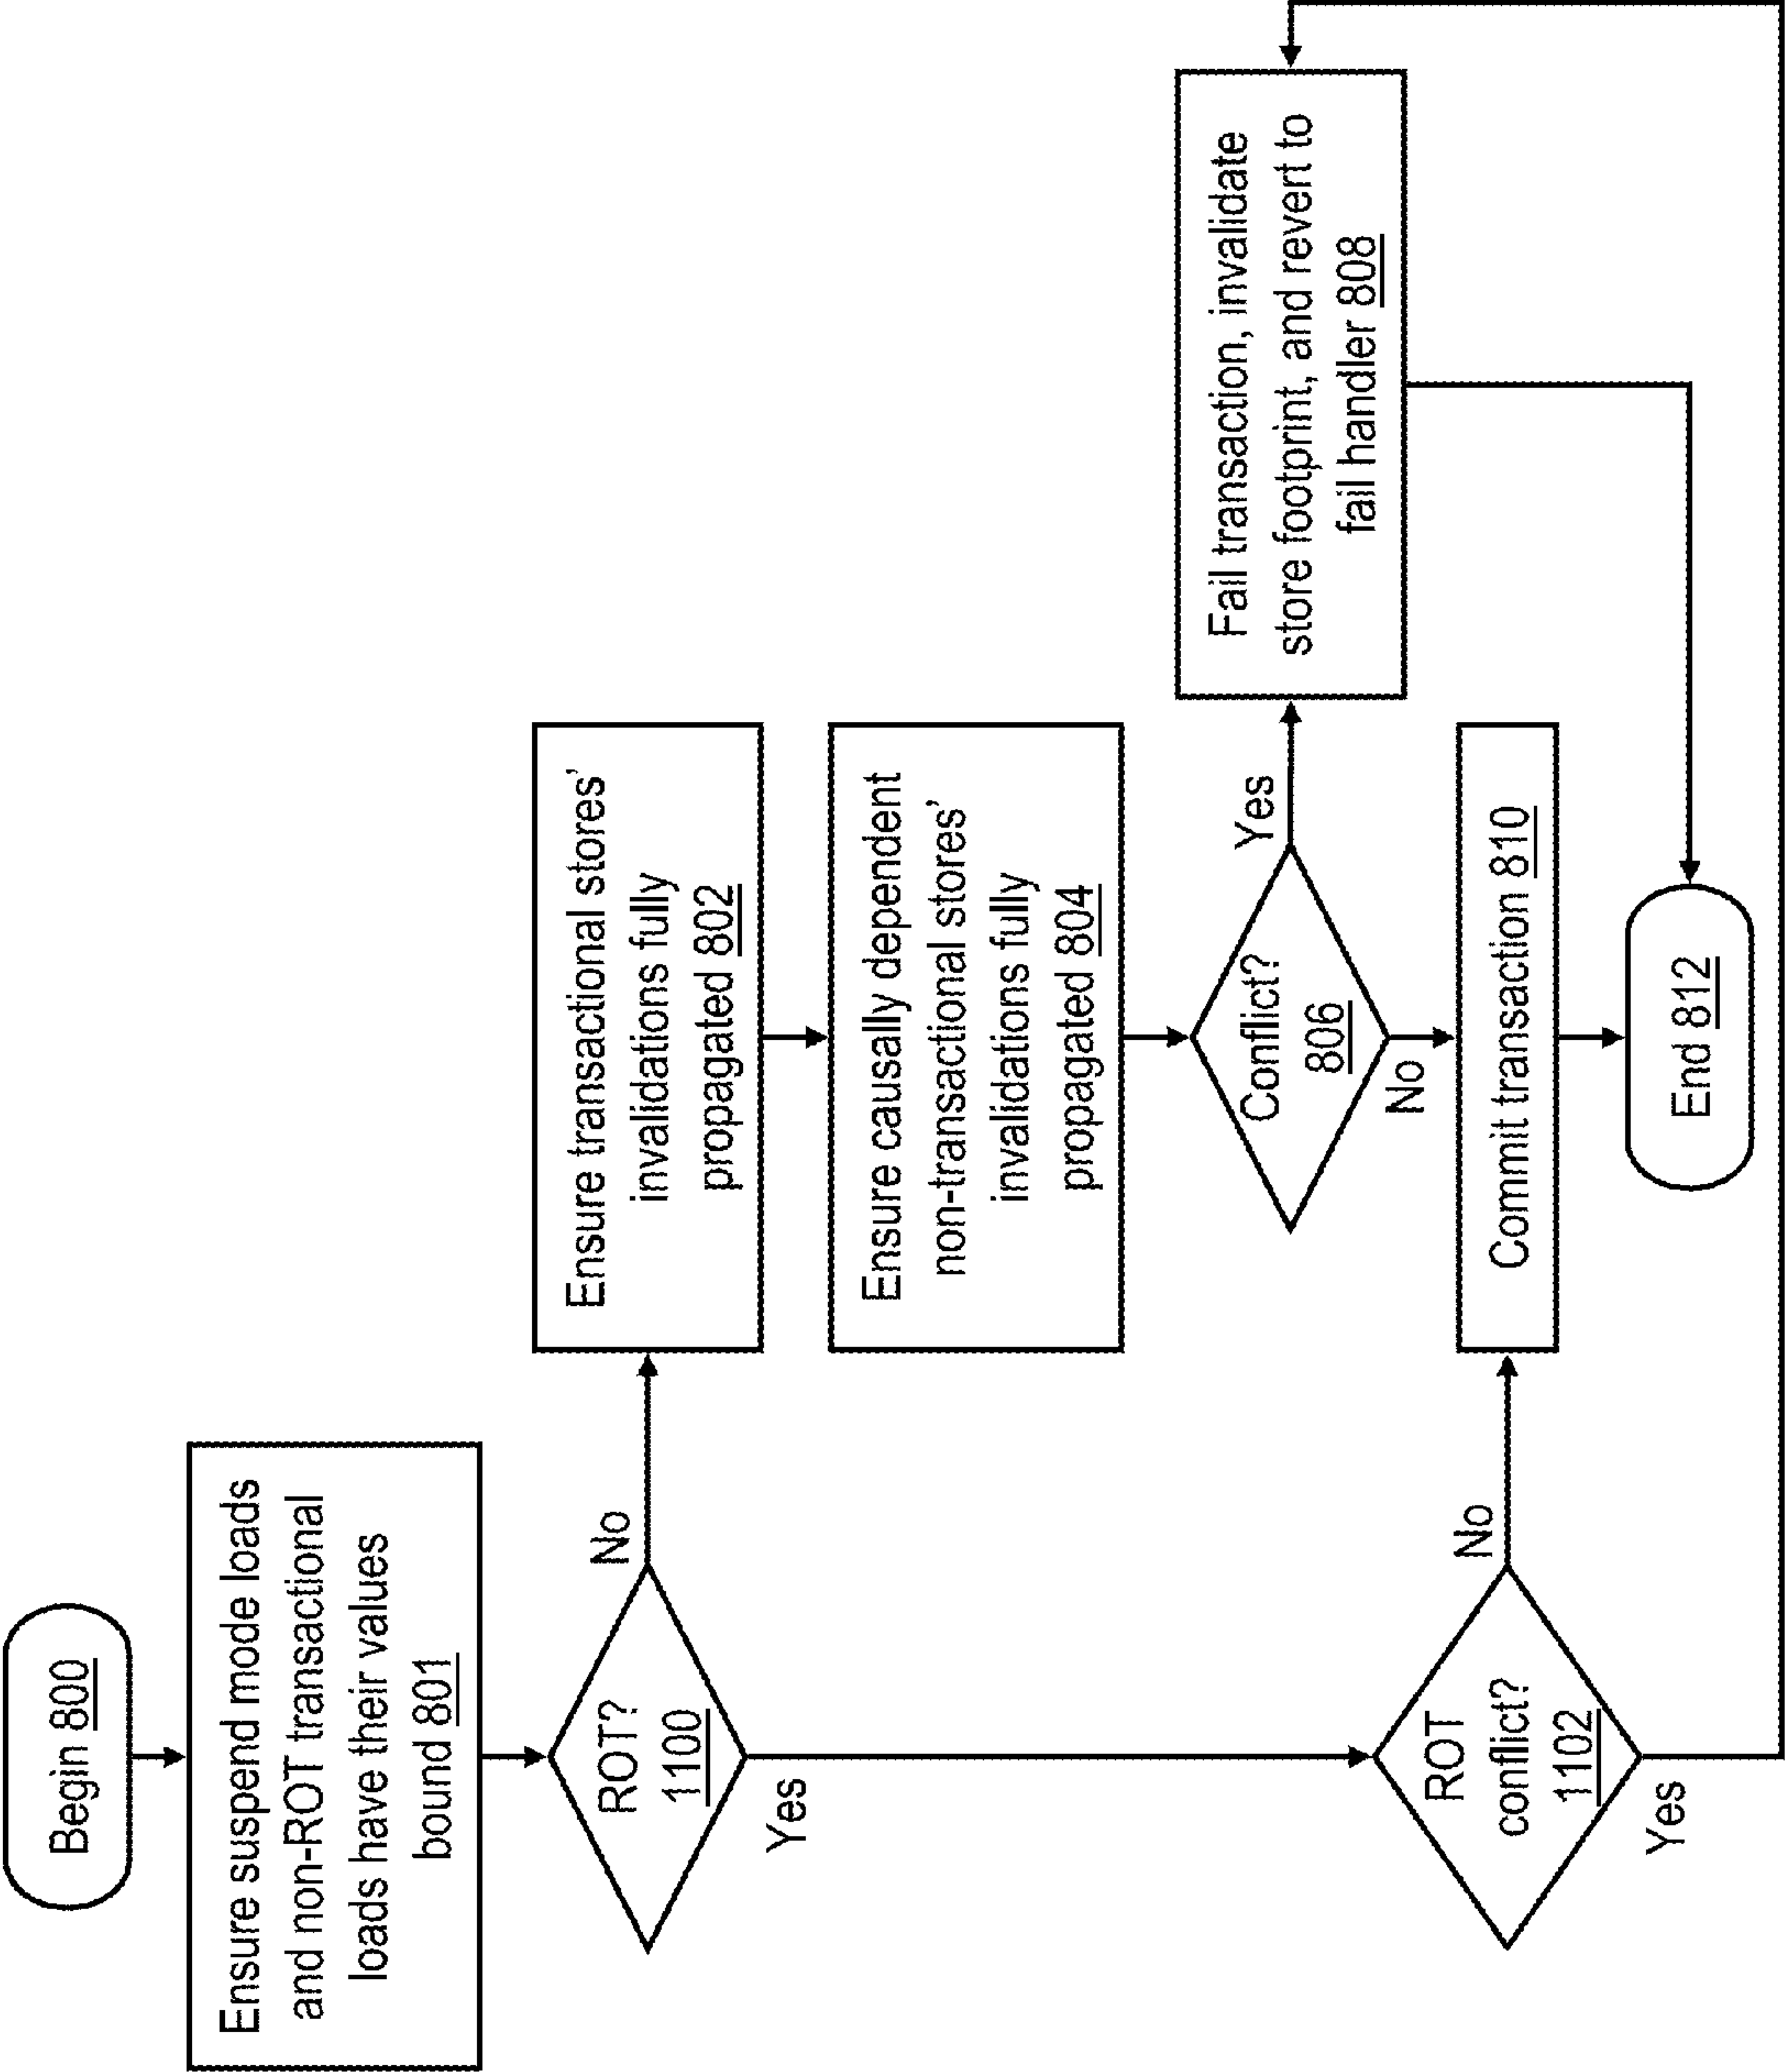 Begin 800
Ensure suspend mode loads
and non-ROT transactional
loads have their values
bound 801
ROT?
1100
No
Yes
Ensure transactional stores'
invalidations fully
propagated 802
Ensure causally dependent
non-transactional stores'
invalidations fully
propagated 804
Conflict?
806
Yes
No
Fail transaction, invalidate
store footprint, and revert to
fail handler 808
ROT
conflict?
1102
No
Yes
Commit transaction 810
End 812